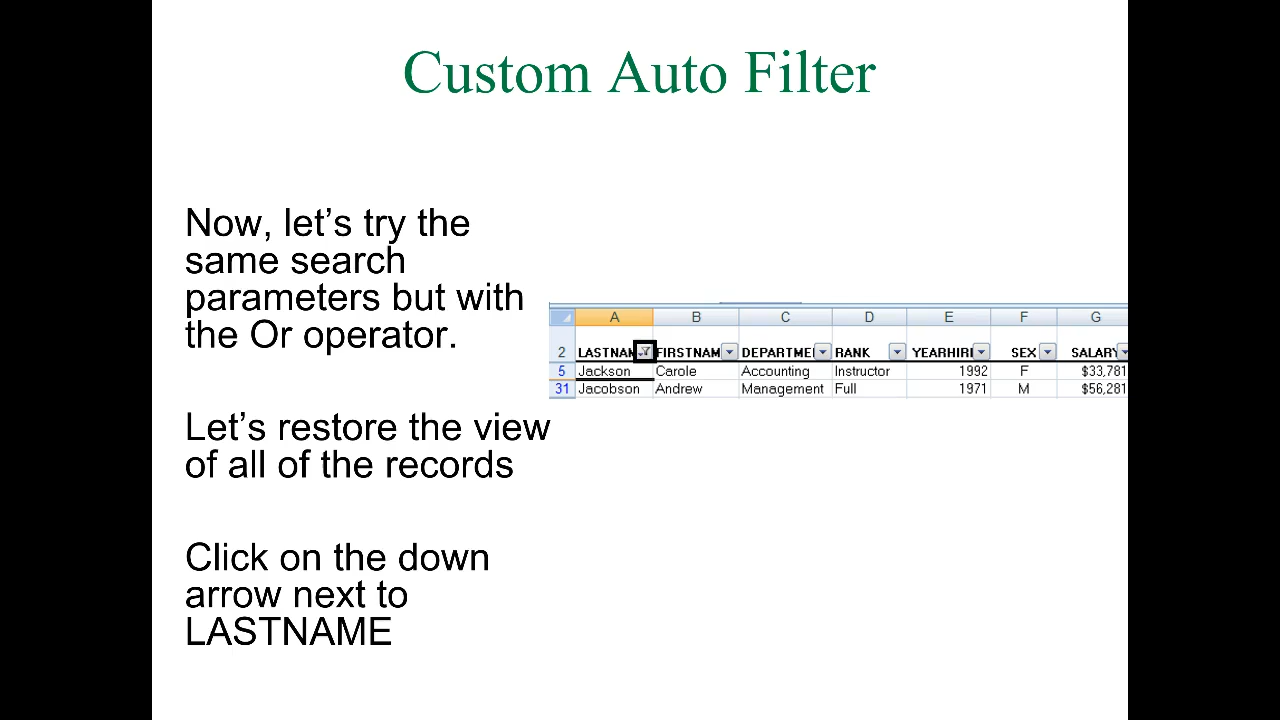 Custom Auto Filter
Now, let's try the
same search
parameters but with
the Or operator.
Let's restore the view
of all of the records
Click on the down
arrow next to
LASTNAME
A B C D E F G
2 LASTNAM FIRSTNAM DEPARTMEI RANK YEARHIRI SEX SALARY
5 Jackson Carole Accounting Instructor 1992 F $33,781
31 Jacobson Andrew Management Full 1971 M $56,281